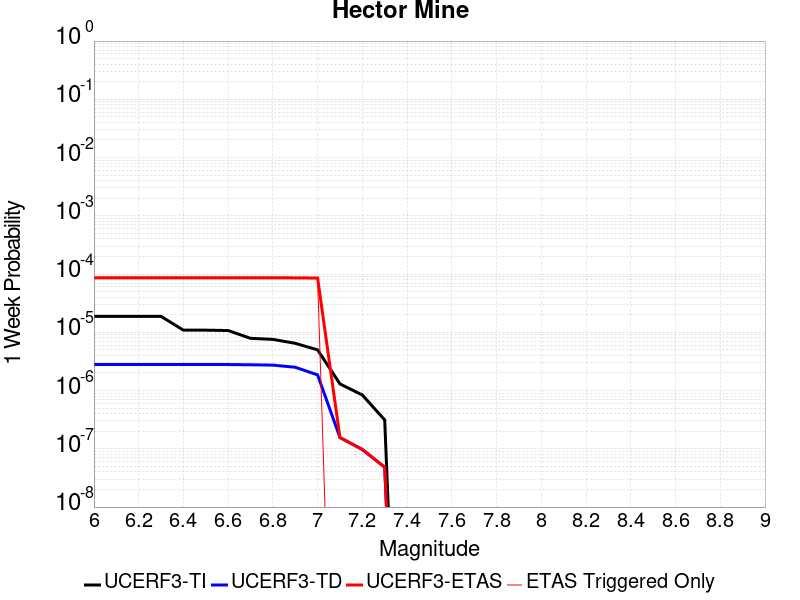 Hector Mine
10^0
10^-1
10^-2
10^-3
10^-4
10^-5
10^-6
10^-7
10^-8
1 Week Probability
6 6.2 6.4 6.6 6.8 7 7.2 7.4 7.6 7.8 8 8.2 8.4 8.6 8.8 9
Magnitude
UCERF3-TI UCERF3-TD UCERF3-ETAS ETAS Triggered Only